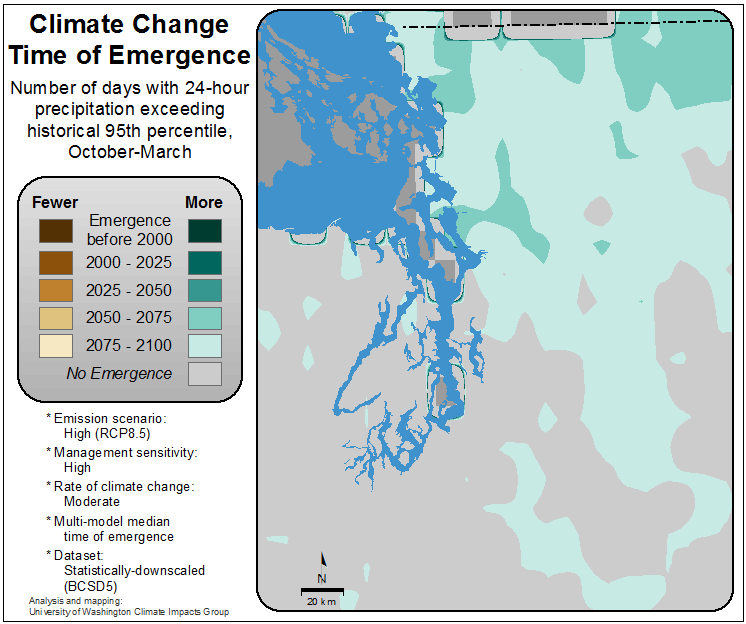 Climate Change
Time of Emergence
Number of days with 24-hour
precipitation exceeding
historical 95th percentile,
October-March
Fewer More
Emergence
before 2000
2000 - 2025
2025 - 2050
2050 - 2075
2075 - 2100
No Emergence
* Emission scenario:
High (RCP8.5)
* Management sensitivity:
High
* Rate of climate change:
Moderate
* Multi-model median
time of emergence
* Dataset:
Statistically-downscaled
(BCSD5)
Analysis and mapping:
University of Washington Climate Impacts Group
N
20 km